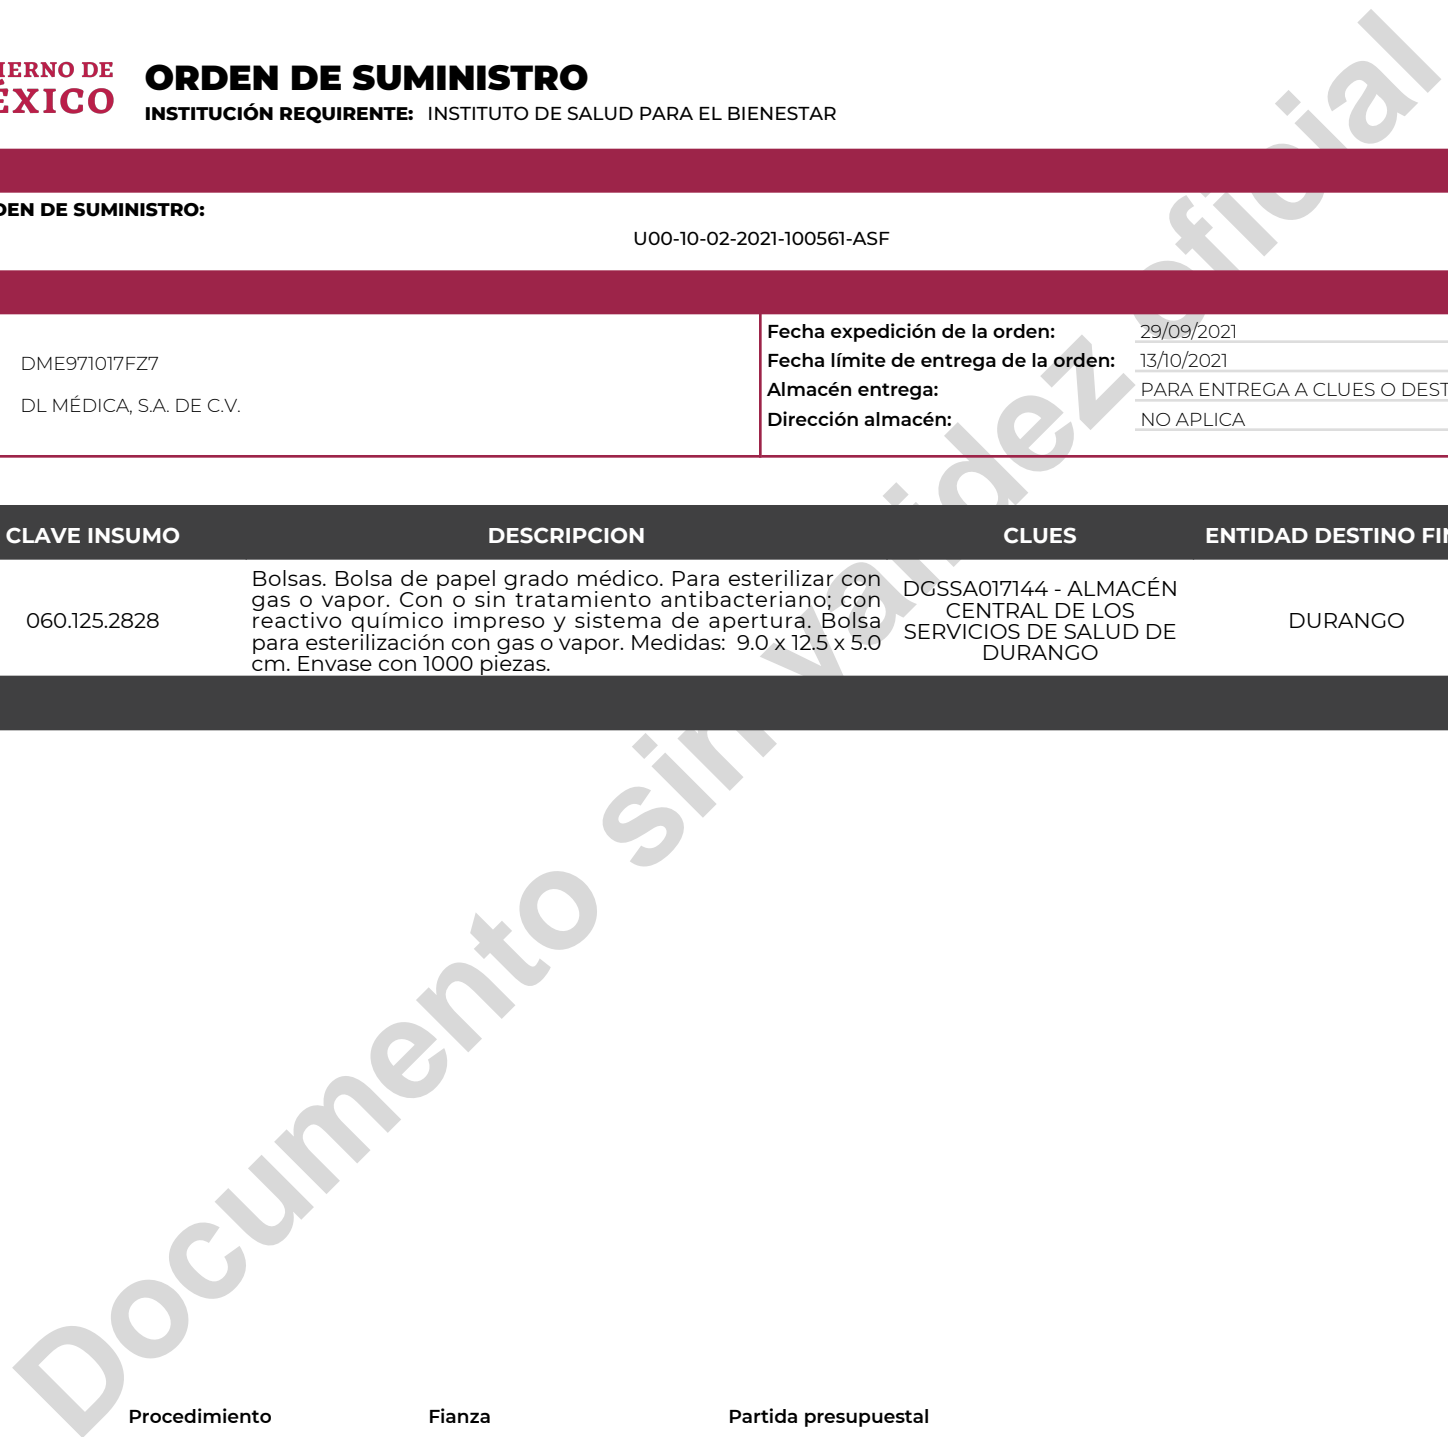 IERNO DE
ÉXICO
ORDEN DE SUMINISTRO
INSTITUCIÓN REQUIRENTE: INSTITUTO DE SALUD PARA EL BIENESTAR
DEN DE SUMINISTRO:
U00-10-02-2021-100561-ASF
DME971017FZ7
DL MÉDICA, S.A. DE C.V.
Fecha expedición de la orden: 29/09/2021
Fecha límite de entrega de la orden: 13/10/2021
Almacén entrega: PARA ENTREGA A CLUES O DEST
Dirección almacén: NO APLICA
CLAVE INSUMO DESCRIPCION CLUES ENTIDAD DESTINO FIN
060.125.2828
Bolsas. Bolsa de papel grado médico. Para esterilizar con
gas o vapor. Con o sin tratamiento antibacteriano; con
reactivo químico impreso y sistema de apertura. Bolsa
para esterilización con gas o vapor. Medidas: 9.0 x 12.5 x 5.0
cm. Envase con 1000 piezas.
DGSSA017144 - ALMACÉN
CENTRAL DE LOS
SERVICIOS DE SALUD DE
DURANGO
DURANGO
Documento sin validez oficial
Procedimiento Fianza Partida presupuestal